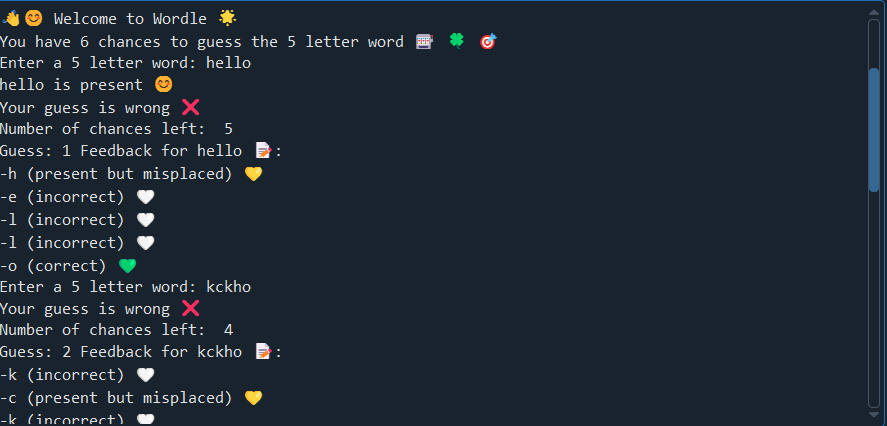 👋😊 Welcome to Wordle 🌟
You have 6 chances to guess the 5 letter word 🎰 🍀 🎯
Enter a 5 letter word: hello
hello is present 😊
Your guess is wrong ❌
Number of chances left:  5
Guess: 1 Feedback for hello 📝:
-h (present but misplaced) 💛
-e (incorrect) 🤍
-l (incorrect) 🤍
-l (incorrect) 🤍
-o (correct) 💚
Enter a 5 letter word: kckho
Your guess is wrong ❌
Number of chances left:  4
Guess: 2 Feedback for kckho 📝:
-k (incorrect) 🤍
-c (present but misplaced) 💛
-k (incorrect) 🤍